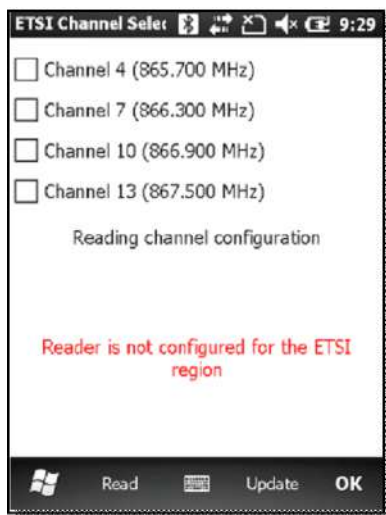 ETSI Channel Selec 9:29
Channel 4 (865.700 MHz)
Channel 7 (866.300 MHz)
Channel 10 (866.900 MHz)
Channel 13 (867.500 MHz)
Reading channel configuration
Reader is not configured for the ETSI
region
Read Update OK